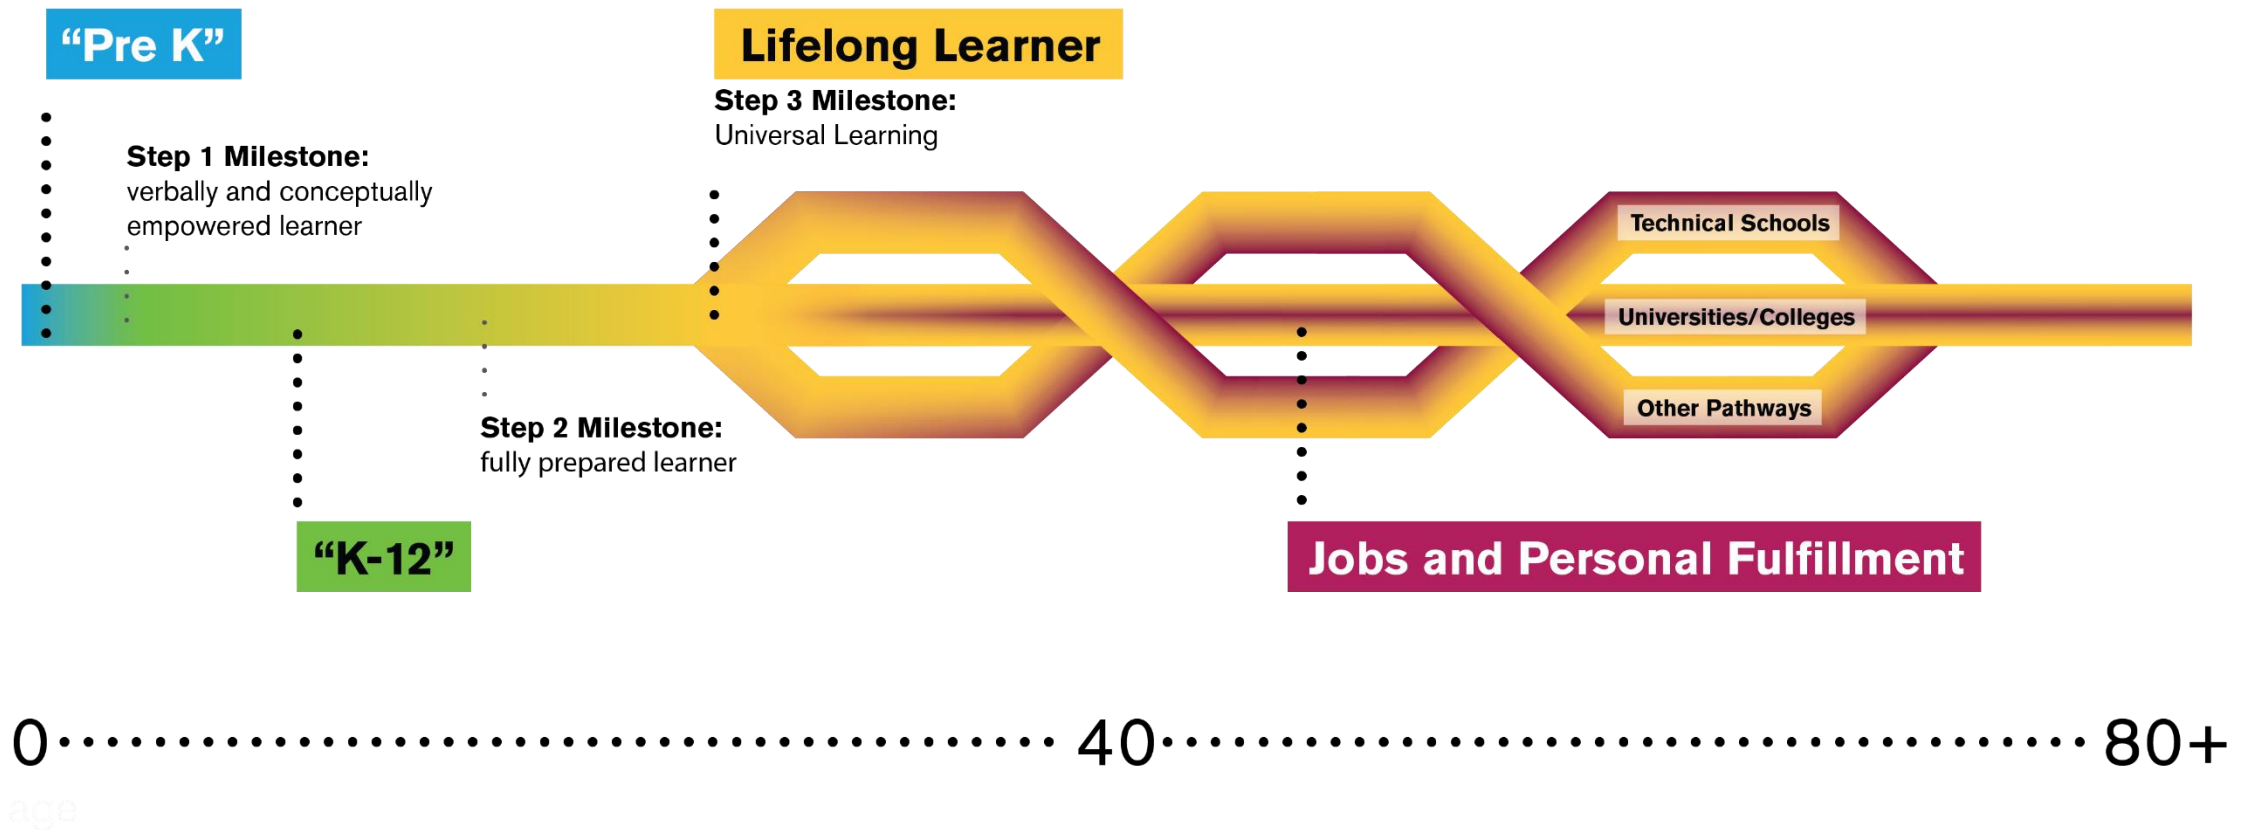 “Pre K”
Lifelong Learner
Step 3 Milestone:
Universal Learning
Step 1 Milestone:
verbally and conceptually
empowered learner
Technical Schools
Universities/Colleges
Other Pathways
Step 2 Milestone:
fully prepared learner
“K-12”
Jobs and Personal Fulfillment
0 40 80+
age